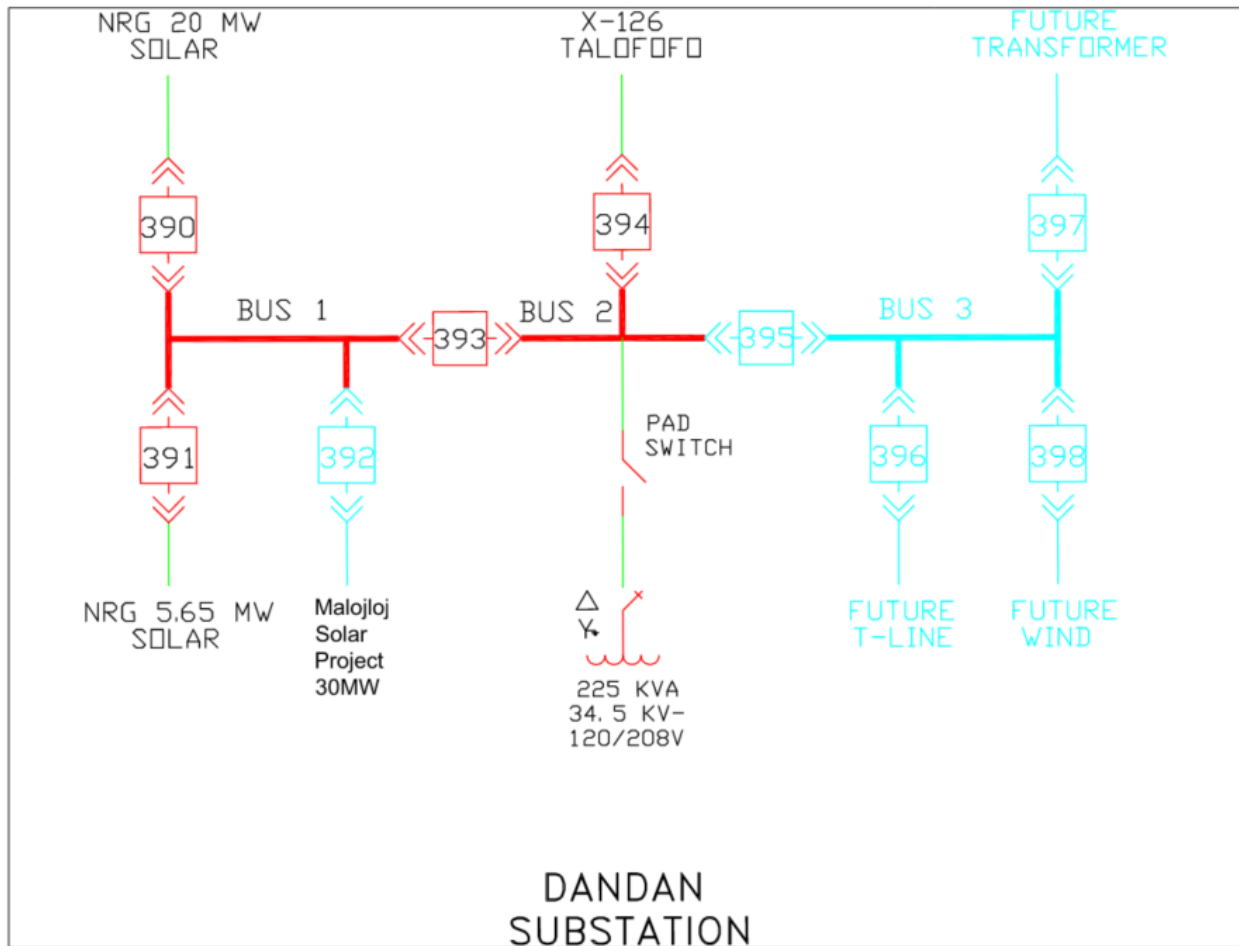 NRG 20 MW
SOLAR
X-126
TALOFOFO
FUTURE
TRANSFORMER
390
394
397
BUS 1
393
BUS 2
395
BUS 3
391
392
PAD
SWITCH
396
398
NRG 5.65 MW
SOLAR
Malojloj
Solar
Project
30MW
225 KVA
34.5 KV-
120/208V
FUTURE
T-LINE
FUTURE
WIND
DANDAN
SUBSTATION